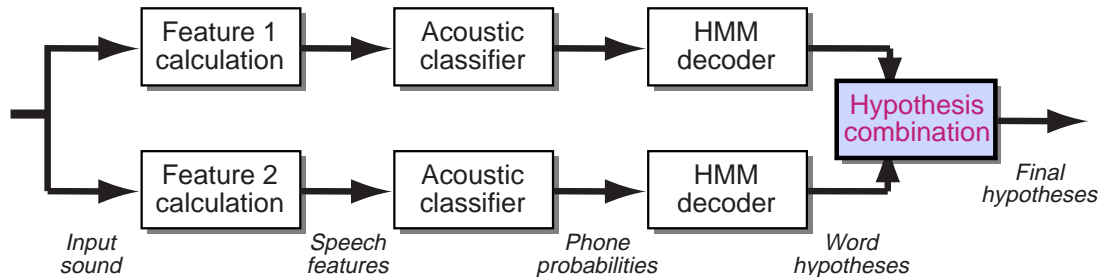 Feature 1
calculation
Acoustic
classifier
HMM
decoder
Hypothesis
combination
Feature 2
calculation
Acoustic
classifier
HMM
decoder
Input
sound
Speech
features
Phone
probabilities
Word
hypotheses
Final
hypotheses